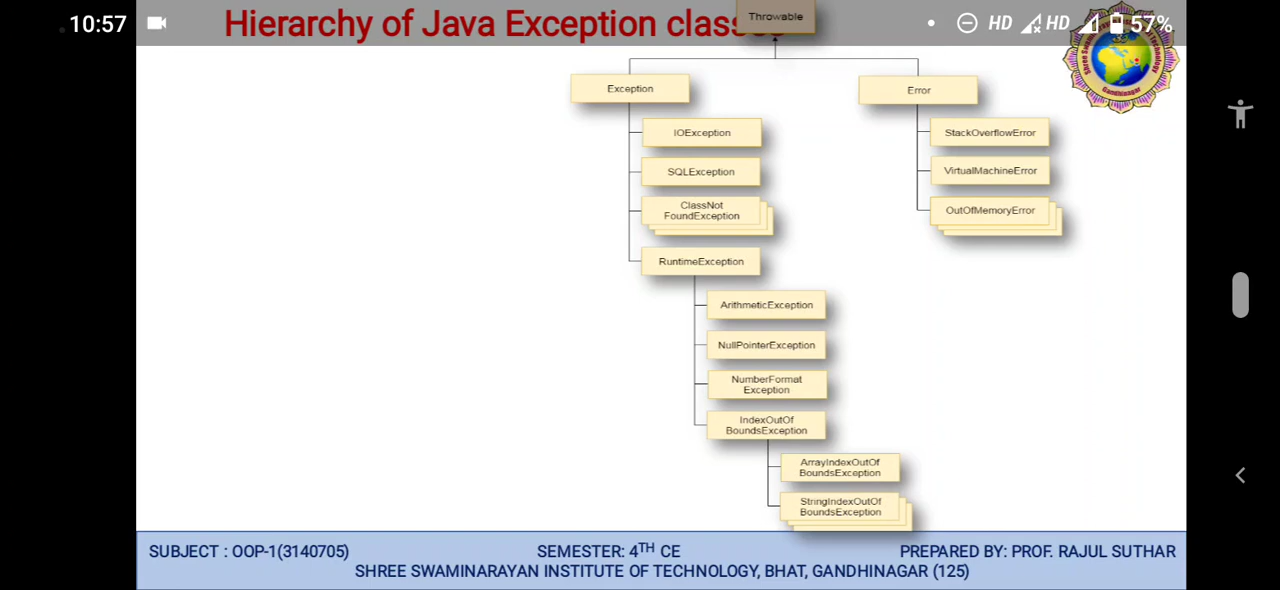 10:57
HD HD 57%
Hierarchy of Java Exception classes
Throwable
Exception
Error
IOException
SQLException
ClassNot
FoundException
RuntimeException
ArithmeticException
NullPointerException
NumberFormat
Exception
IndexOutOf
BoundsException
ArrayIndexOutOf
BoundsException
StringIndexOutOf
BoundsException
StackOverflowError
VirtualMachineError
OutOfMemoryError
Gandhinagar
SUBJECT : OOP-1(3140705) SEMESTER: 4TH CE PREPARED BY: PROF. RAJUL SUTHAR
SHREE SWAMINARAYAN INSTITUTE OF TECHNOLOGY, BHAT, GANDHINAGAR (125)